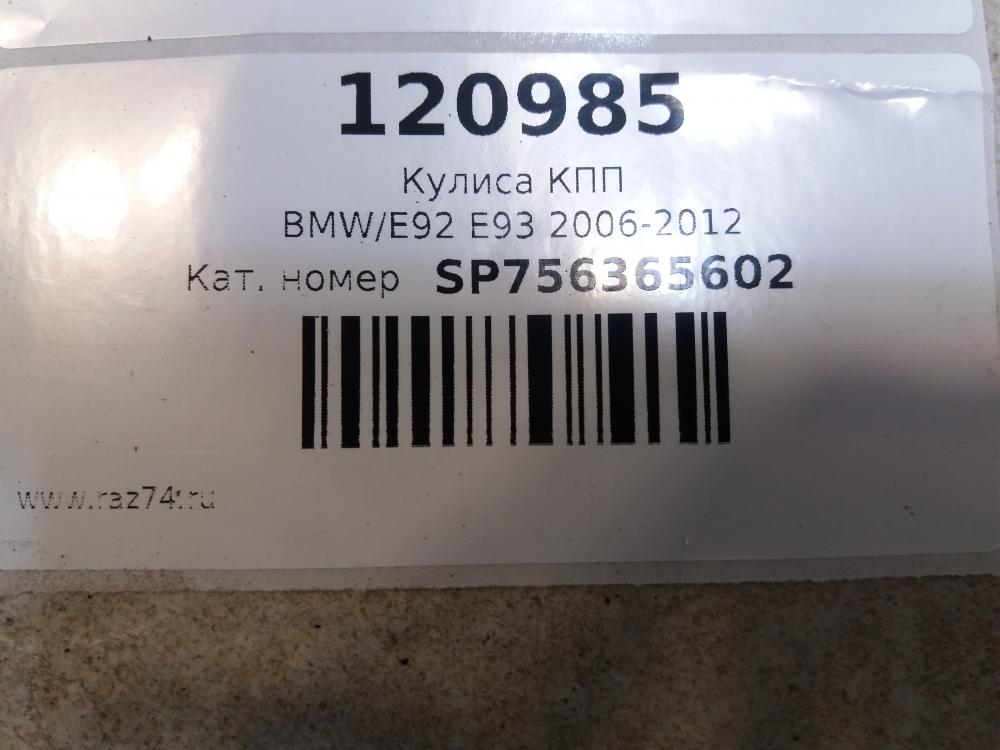 120985
Кулиса КПП
BMW/E92 E93 2006-2012
Кат. номер SP756365602
www.raz74.ru